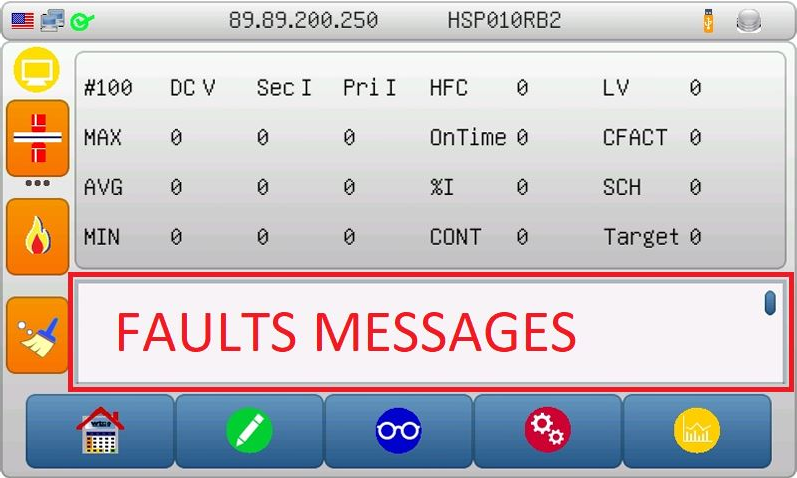 89.89.200.250 HSP010RB2
#100 DC V Sec I Pri I HFC 0 LV 0
MAX 0 0 0 OnTime 0 CFACT 0
AVG 0 0 0 %I 0 SCH 0
MIN 0 0 0 CONT 0 Target 0
FAULTS MESSAGES